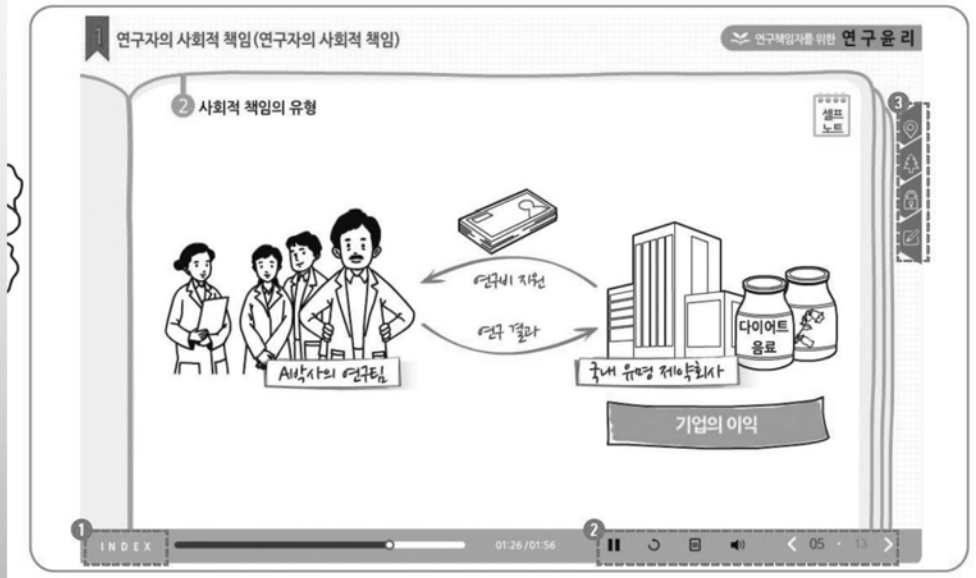 1 연구자의 사회적 책임(연구자의 사회적 책임)
연구책임자를 위한 연구윤리
2 사회적 책임의 유형
셀프
노트
3
연구비 지원
연구 결과
다이어트
음료
A박사의 연구팀
국내 유명 제약회사
기업의 이익
1
INDEX
01:26/01:56
2
05 · 13